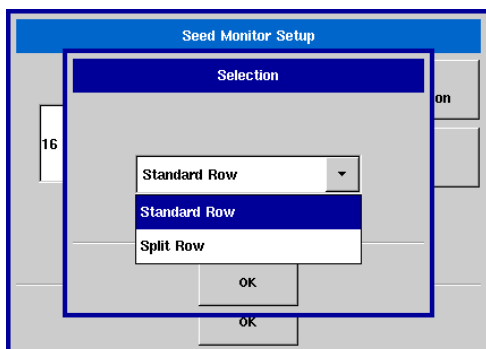 Seed Monitor Setup
Selection
on
16
Standard Row
Standard Row
Split Row
OK
OK